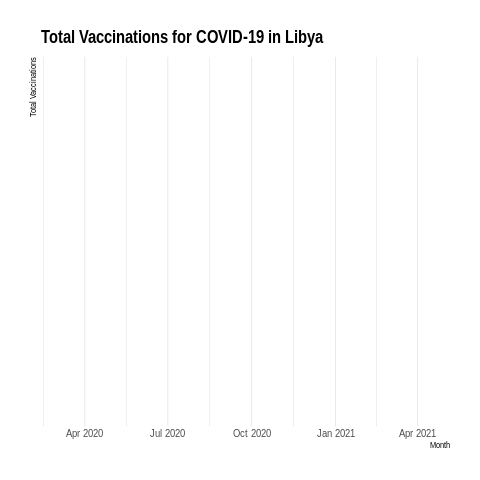 Total Vaccinations for COVID-19 in Libya
Total Vaccinations
Apr 2020
Jul 2020
Oct 2020
Jan 2021
Apr 2021
Month